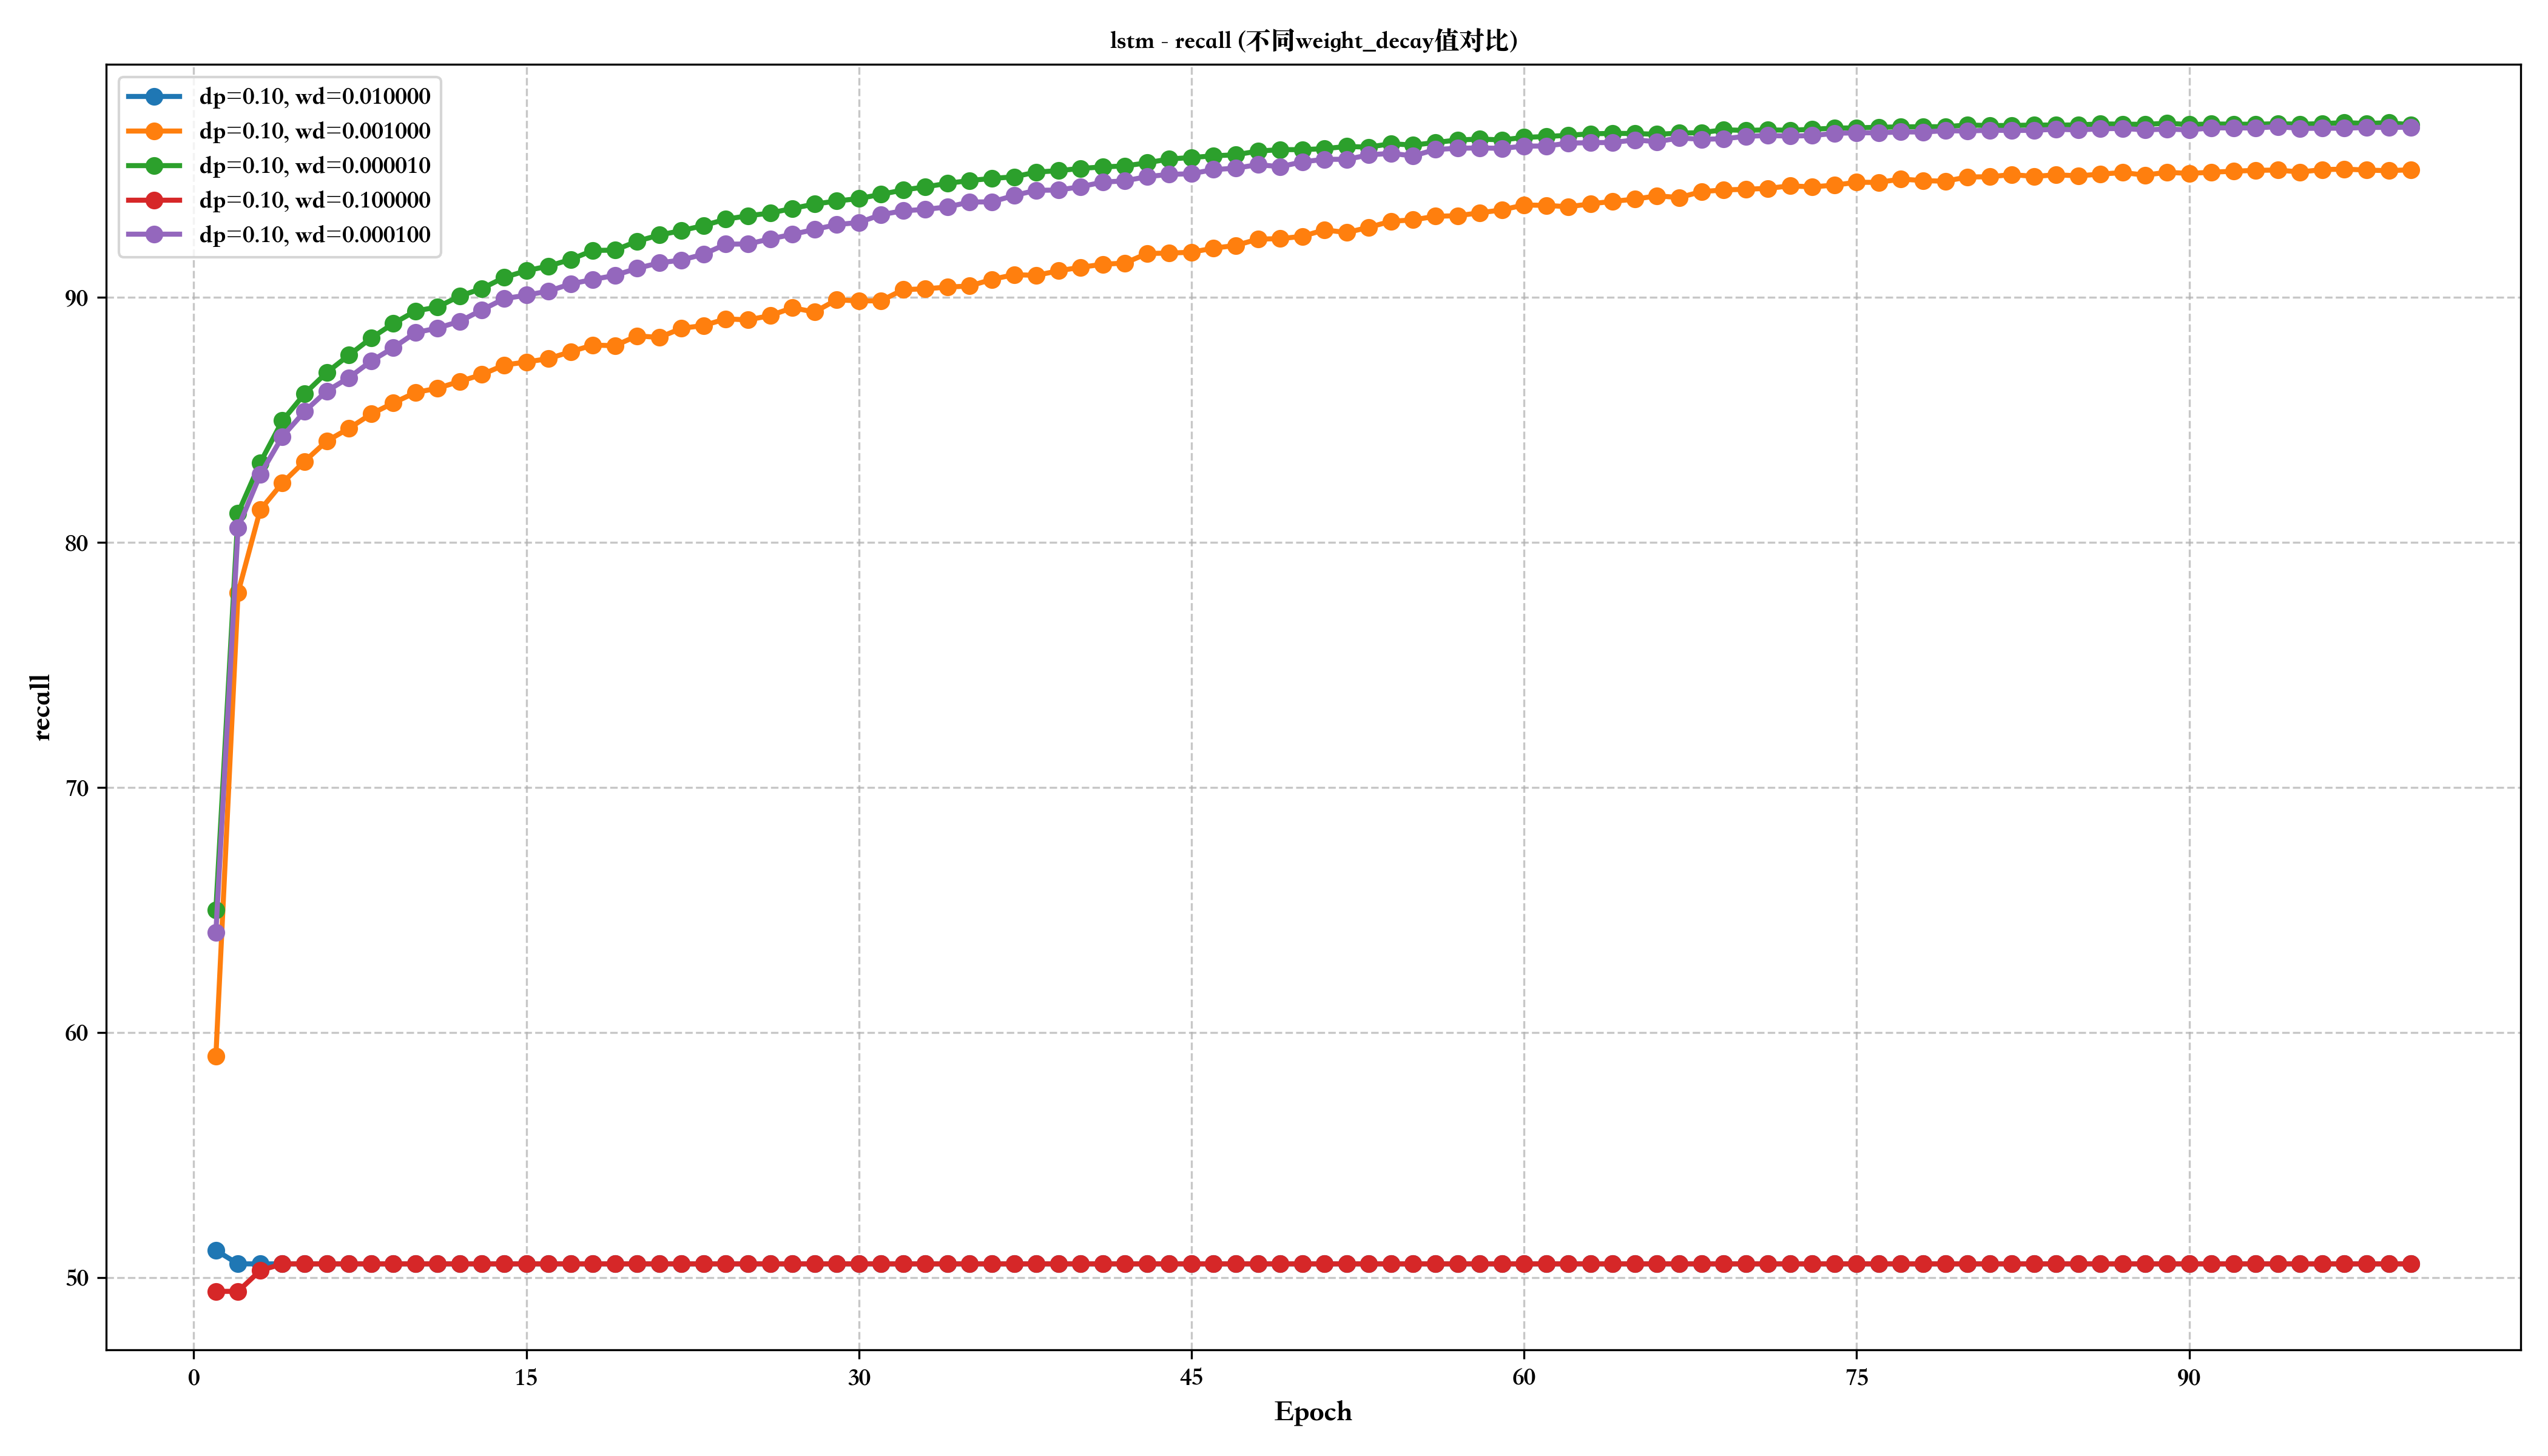 lstm - recall (不同weight_decay值对比)
dp=0.10, wd=0.010000
dp=0.10, wd=0.001000
dp=0.10, wd=0.000010
dp=0.10, wd=0.100000
dp=0.10, wd=0.000100
90
80
70
60
50
recall
0 15 30 45 60 75 90
Epoch